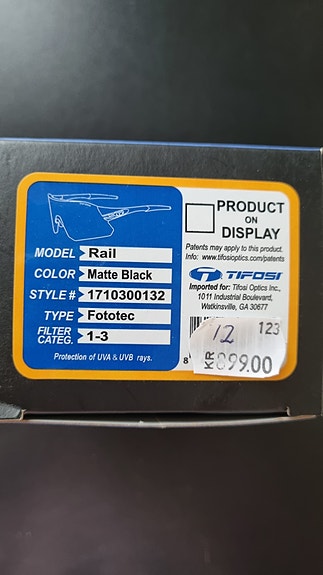 MODEL Rail
COLOR Matte Black
STYLE # 1710300132
TYPE Fototec
FILTER CATEG. 1-3
Protection of UVA & UVB rays.
PRODUCT
ON
DISPLAY
Patents may apply to this product.
Info: www.tifosioptics.com/patents
TIFOSI
Imported for: Tifosi Optics Inc.,
1011 Industrial Boulevard,
Watkinsville, GA 30677
12 123
8
KR 899.00